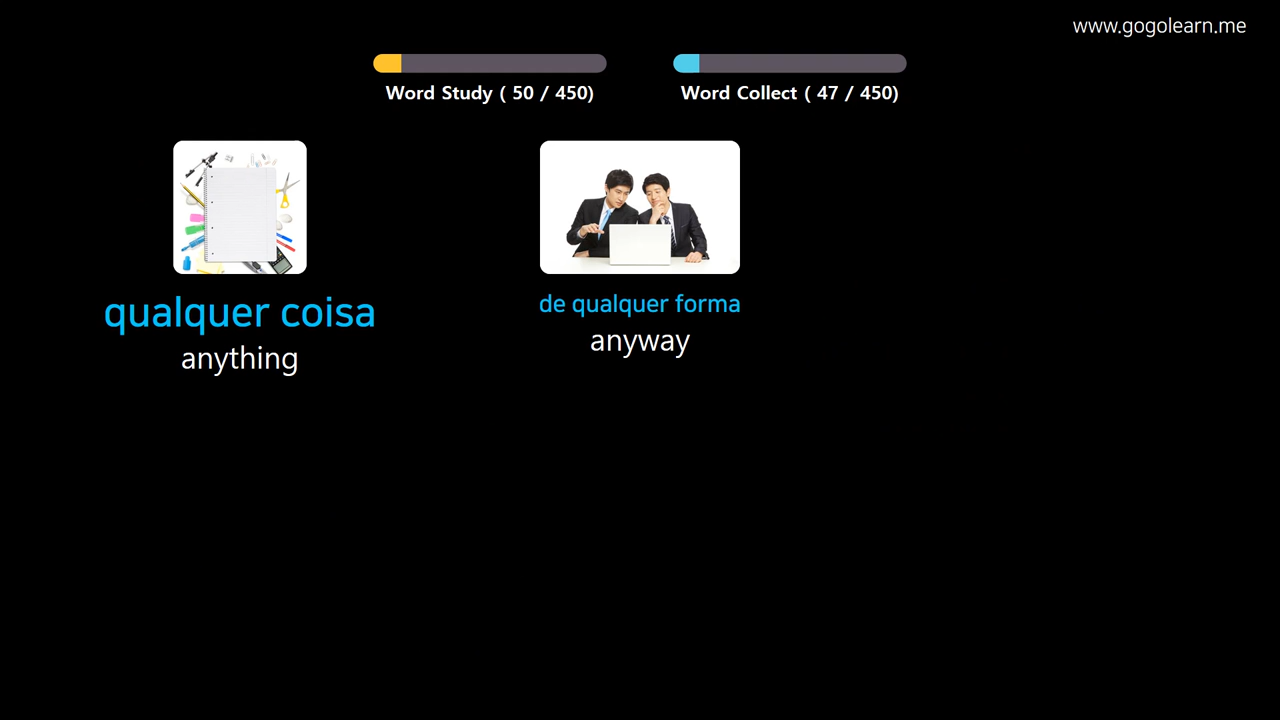 www.gogolearn.me
Word Study ( 50 / 450)
Word Collect ( 47 / 450)
qualquer coisa
anything
de qualquer forma
anyway